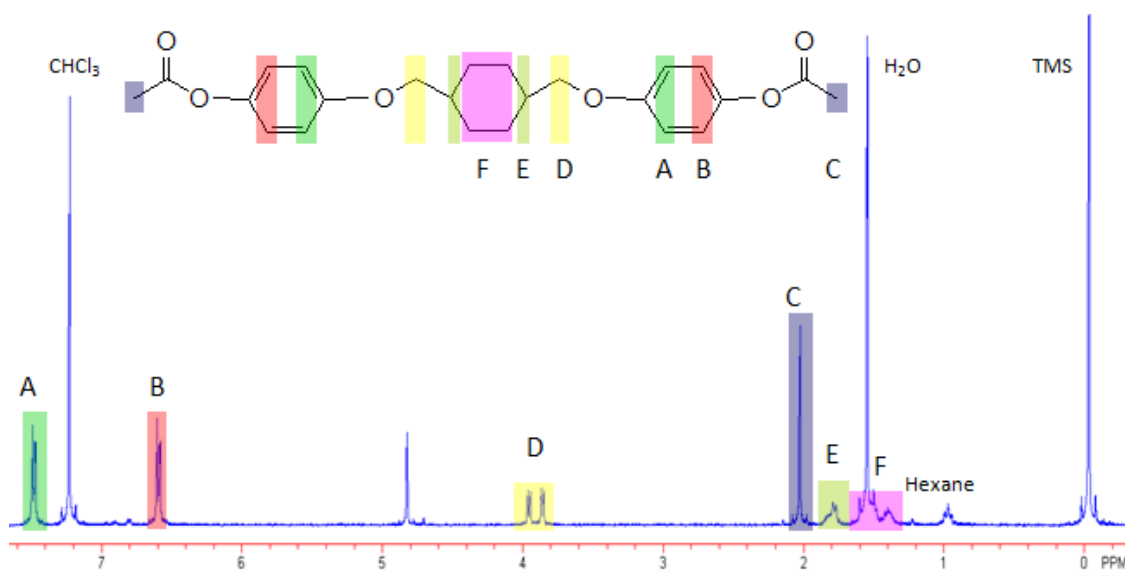 O O
CHCl₃ H₂O TMS
O O O O
F E D A B C
C
A B
D E F
Hexane
7 6 5 4 3 2 1 0 PPM